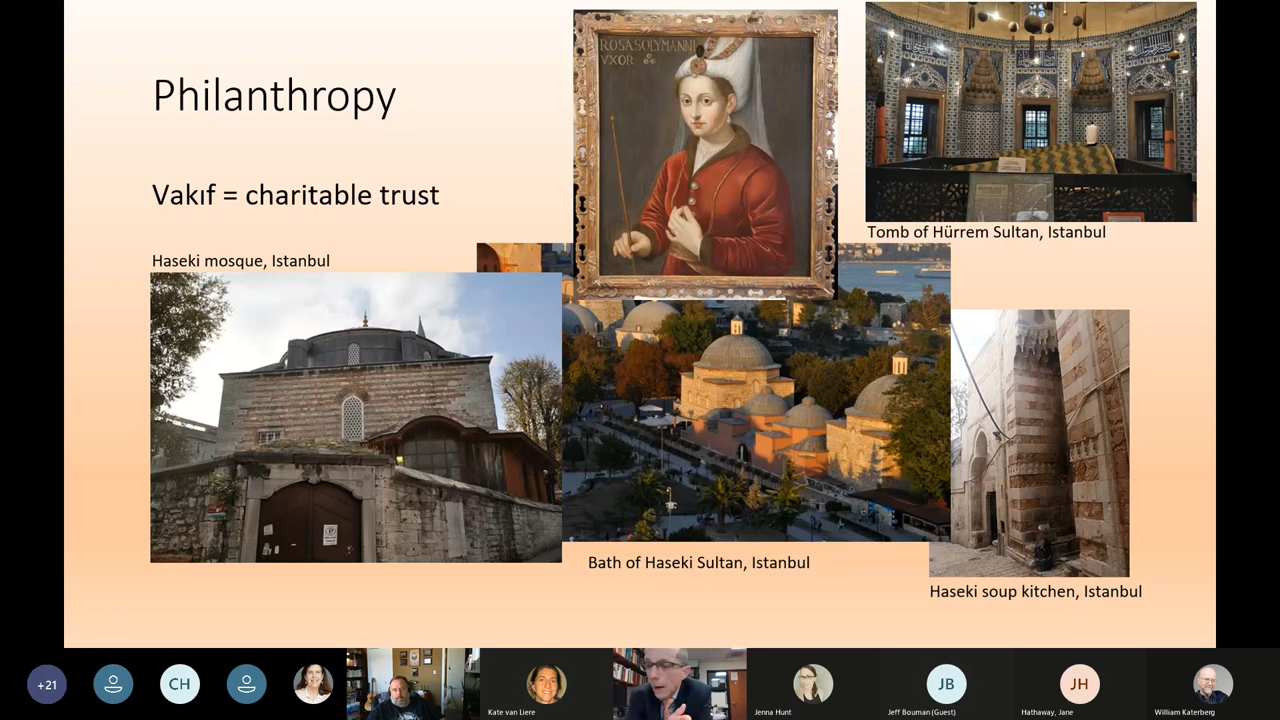 Philanthropy
Vakıf = charitable trust
Haseki mosque, Istanbul
ROSA SOLYMANNI
VXOR
Tomb of Hürrem Sultan, Istanbul
Bath of Haseki Sultan, Istanbul
Haseki soup kitchen, Istanbul
+21
CH
Kate van Liere
Jenna Hunt
JB
Jeff Bouman (Guest)
JH
Hathaway, Jane
William Katerberg